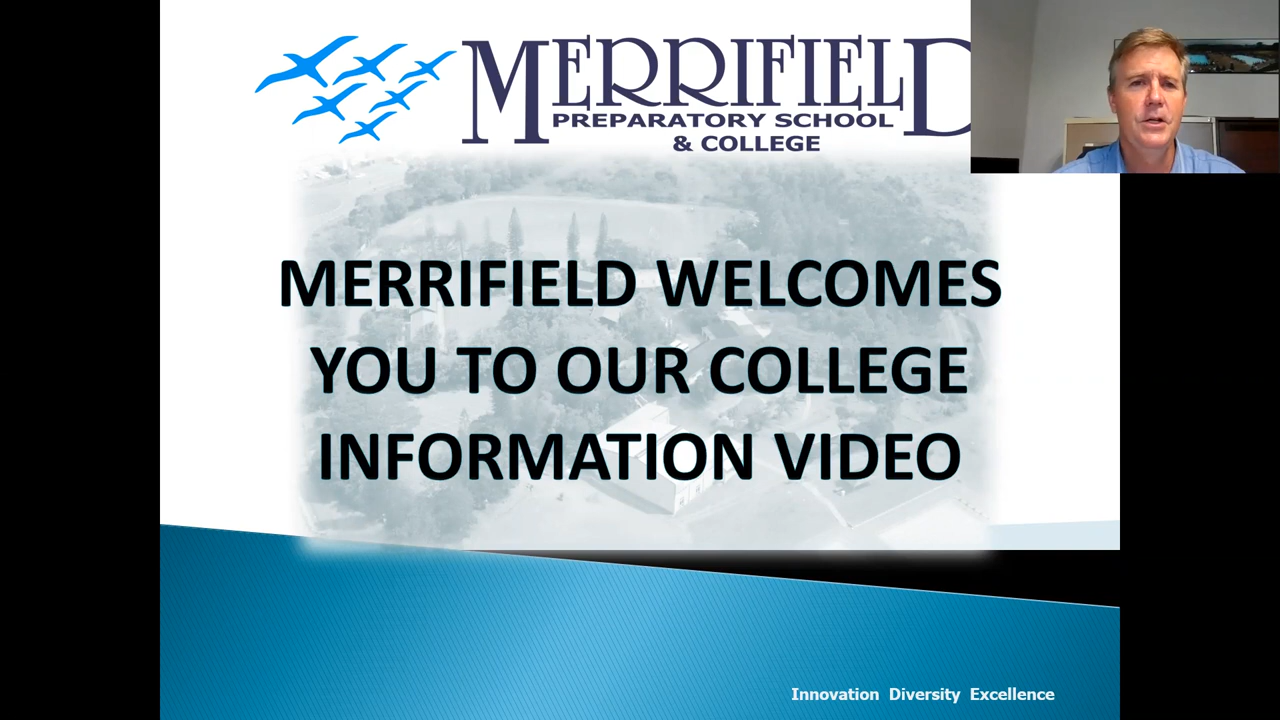 MERRIFIELD
PREPARATORY SCHOOL
& COLLEGE
MERRIFIELD WELCOMES
YOU TO OUR COLLEGE
INFORMATION VIDEO
Innovation Diversity Excellence